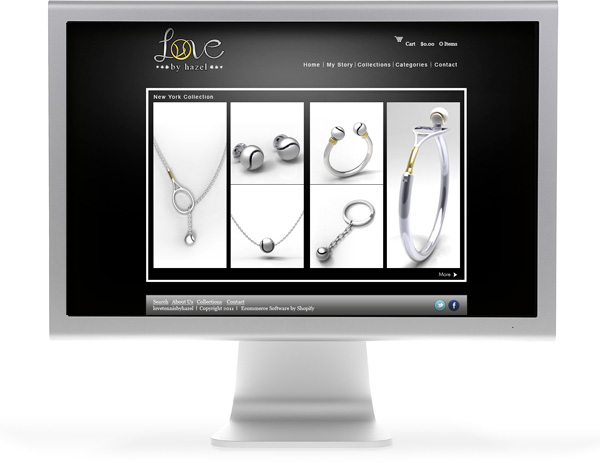 Love
by hazel
Cart $0.00 0 Items
Home | My Story | Collections | Categories | Contact
New York Collection
More
Search About Us Collections Contact
lovetennisbyhazel | Copyright 2011 | Ecommerce Software by Shopify